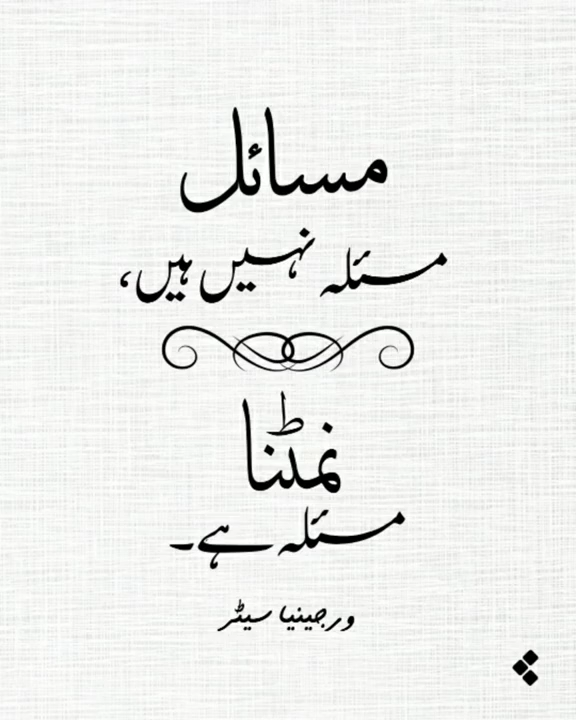 مسائل
مسئلہ نہیں ہیں،
نمٹنا
مسئلہ ہے۔
ورجینیا سیٹر